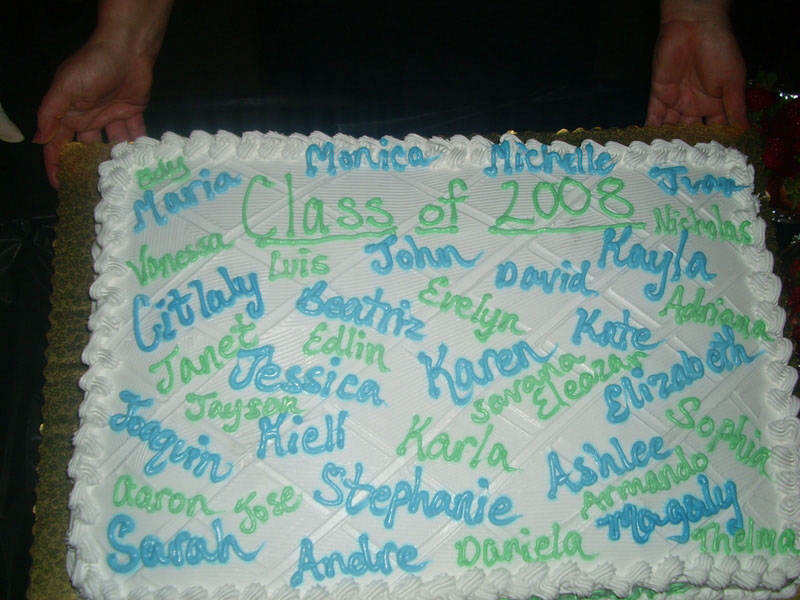 Edy Monica Michelle Juan
Maria Class of 2008 Nicholas
Vanessa Luis John David Kayla
Citlaly Beatriz Evelyn Kate Adriana
Janet Edlin Jessica Karen Savana Eleazar Elizabeth
Jayson
Joaquin Hiell Karla Ashlee Sophia
Aaron Jose Stephanie Armando Magaly
Sarah Andre Daniela Thelma